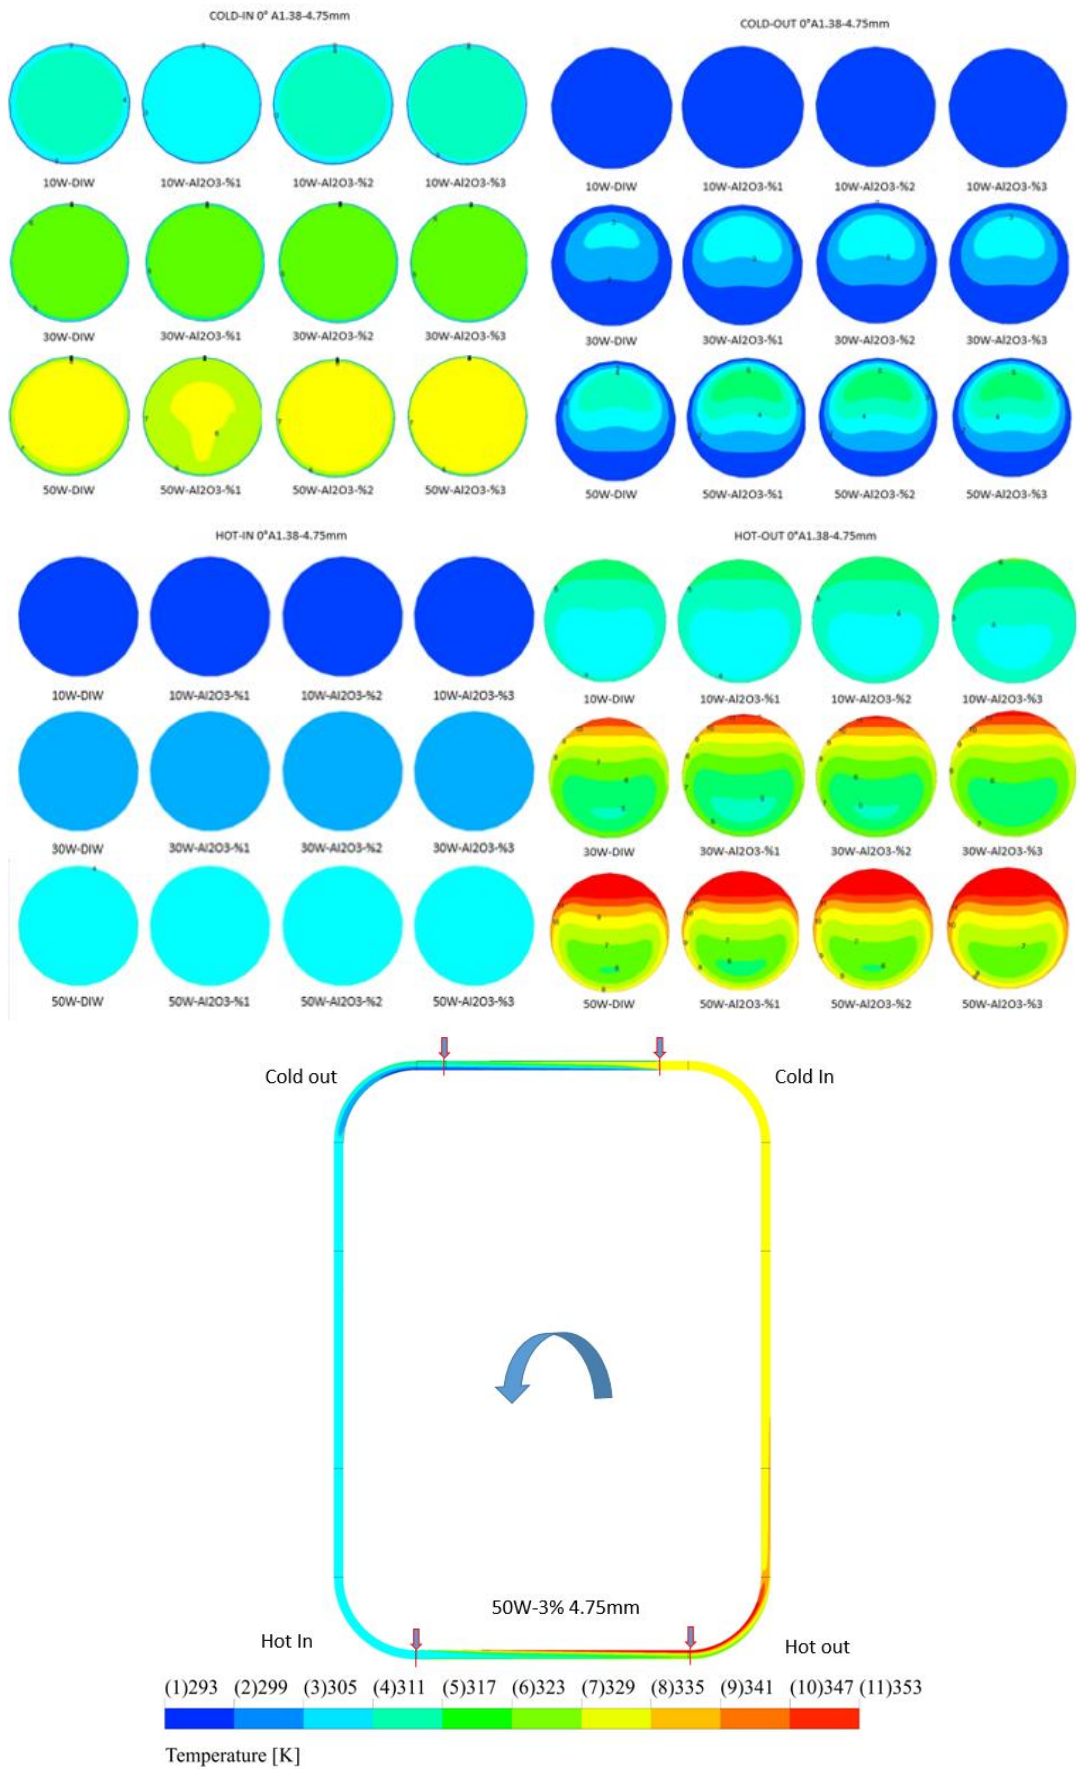 COLD-IN 0° A1.38-4.75mm
10W-DIW 10W-Al2O3-%1 10W-Al2O3-%2 10W-Al2O3-%3
30W-DIW 30W-Al2O3-%1 30W-Al2O3-%2 30W-Al2O3-%3
50W-DIW 50W-Al2O3-%1 50W-Al2O3-%2 50W-Al2O3-%3
COLD-OUT 0°A1.38-4.75mm
10W-DIW 10W-Al2O3-%1 10W-Al2O3-%2 10W-Al2O3-%3
30W-DIW 30W-Al2O3-%1 30W-Al2O3-%2 30W-Al2O3-%3
50W-DIW 50W-Al2O3-%1 50W-Al2O3-%2 50W-Al2O3-%3
HOT-IN 0°A1.38-4.75mm
10W-DIW 10W-Al2O3-%1 10W-Al2O3-%2 10W-Al2O3-%3
30W-DIW 30W-Al2O3-%1 30W-Al2O3-%2 30W-Al2O3-%3
50W-DIW 50W-Al2O3-%1 50W-Al2O3-%2 50W-Al2O3-%3
HOT-OUT 0°A1.38-4.75mm
10W-DIW 10W-Al2O3-%1 10W-Al2O3-%2 10W-Al2O3-%3
30W-DIW 30W-Al2O3-%1 30W-Al2O3-%2 30W-Al2O3-%3
50W-DIW 50W-Al2O3-%1 50W-Al2O3-%2 50W-Al2O3-%3
Cold out
Cold In
50W-3% 4.75mm
Hot In
Hot out
(1)293 (2)299 (3)305 (4)311 (5)317 (6)323 (7)329 (8)335 (9)341 (10)347 (11)353
Temperature [K]